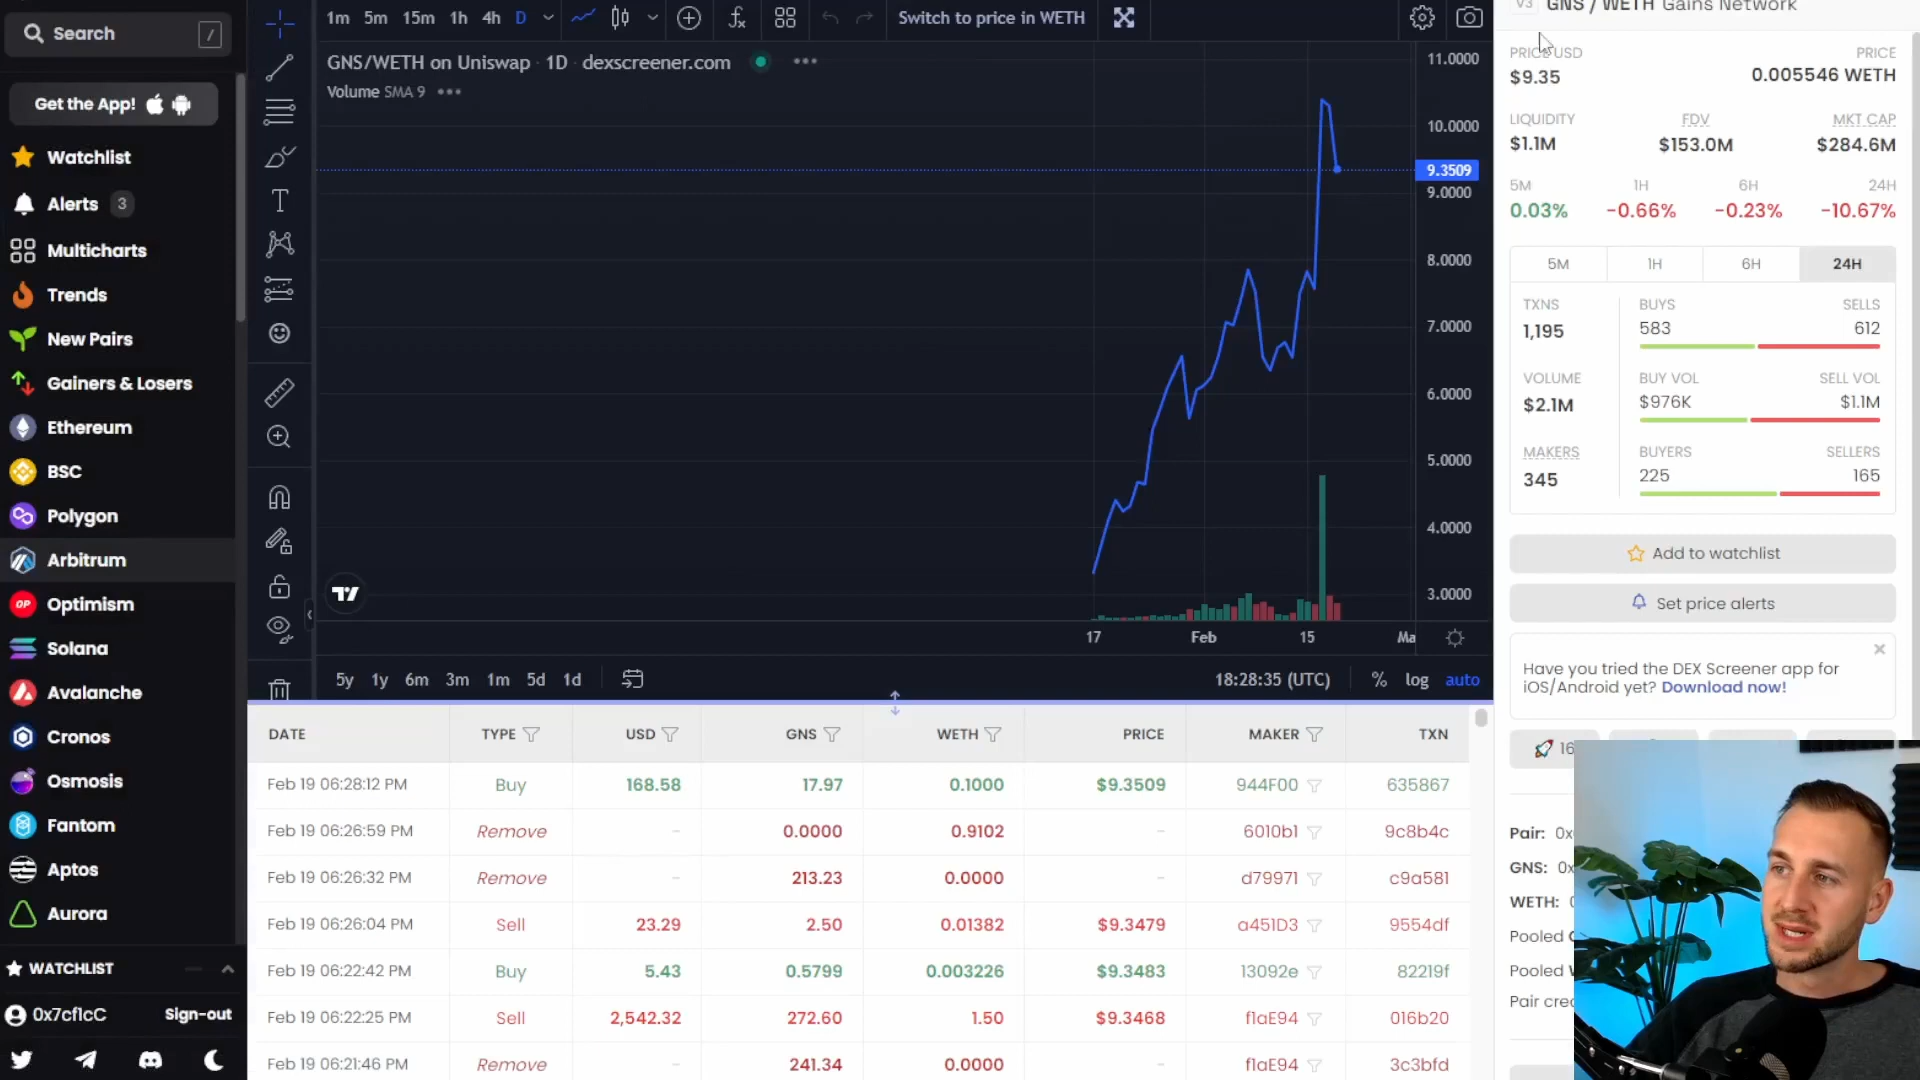 Search /
Get the App!
Watchlist
Alerts 3
Multicharts
Trends
New Pairs
Gainers & Losers
Ethereum
BSC
Polygon
Arbitrum
OP Optimism
Solana
Avalanche
Cronos
Osmosis
Fantom
Aptos
Aurora
WATCHLIST
0x7cf1cC Sign-out
1m 5m 15m 1h 4h D
Switch to price in WETH
GNS/WETH on Uniswap · 1D · dexscreener.com
Volume SMA 9
11.0000
10.0000
9.3509
9.0000
8.0000
7.0000
6.0000
5.0000
4.0000
3.0000
17 Feb 15 Ma
5y 1y 6m 3m 1m 5d 1d
18:28:35 (UTC) % log auto
DATE TYPE USD GNS WETH PRICE MAKER TXN
Feb 19 06:28:12 PM Buy 168.58 17.97 0.1000 $9.3509 944F00 635867
Feb 19 06:26:59 PM Remove - 0.0000 0.9102 - 6010b1 9c8b4c
Feb 19 06:26:32 PM Remove - 213.23 0.0000 - d79971 c9a581
Feb 19 06:26:04 PM Sell 23.29 2.50 0.01382 $9.3479 a451D3 9554df
Feb 19 06:22:42 PM Buy 5.43 0.5799 0.003226 $9.3483 13092e 82219f
Feb 19 06:22:25 PM Sell 2,542.32 272.60 1.50 $9.3468 f1aE94 016b20
Feb 19 06:21:46 PM Remove - 241.34 0.0000 - f1aE94 3c3bfd
V3 GNS / WETH Gains Network
PRICE USD PRICE
$9.35 0.005546 WETH
LIQUIDITY FDV MKT CAP
$1.1M $153.0M $284.6M
5M 1H 6H 24H
0.03% -0.66% -0.23% -10.67%
5M 1H 6H 24H
TXNS BUYS SELLS
1,195 583 612
VOLUME BUY VOL SELL VOL
$2.1M $976K $1.1M
MAKERS BUYERS SELLERS
345 225 165
Add to watchlist
Set price alerts
Have you tried the DEX Screener app for
iOS/Android yet? Download now!
Pair:
GNS:
WETH:
Pooled
Pooled
Pair